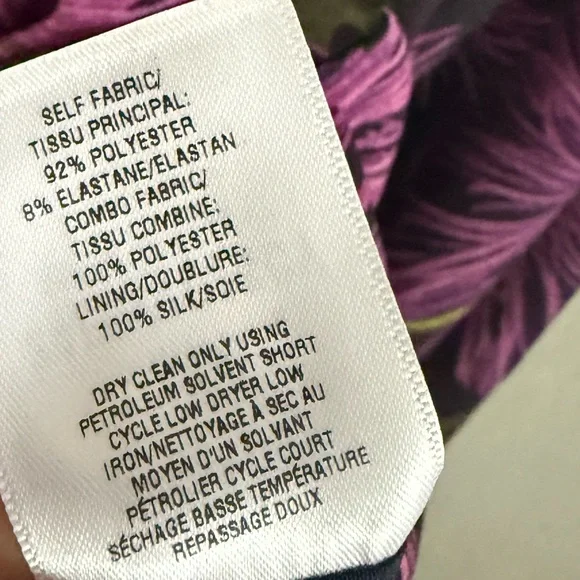 SELF FABRIC/
TISSU PRINCIPAL:
92% POLYESTER
8% ELASTANE/ELASTAN
COMBO FABRIC/
TISSU COMBINE:
100% POLYESTER
LINING/DOUBLURE:
100% SILK/SOIE
DRY CLEAN ONLY USING
PETROLEUM SOLVENT SHORT
CYCLE LOW DRYER LOW
IRON/NETTOYAGE À SEC AU
MOYEN D'UN SOLVANT
PÉTROLIER CYCLE COURT
SÉCHAGE BASSE TEMPÉRATURE
REPASSAGE DOUX